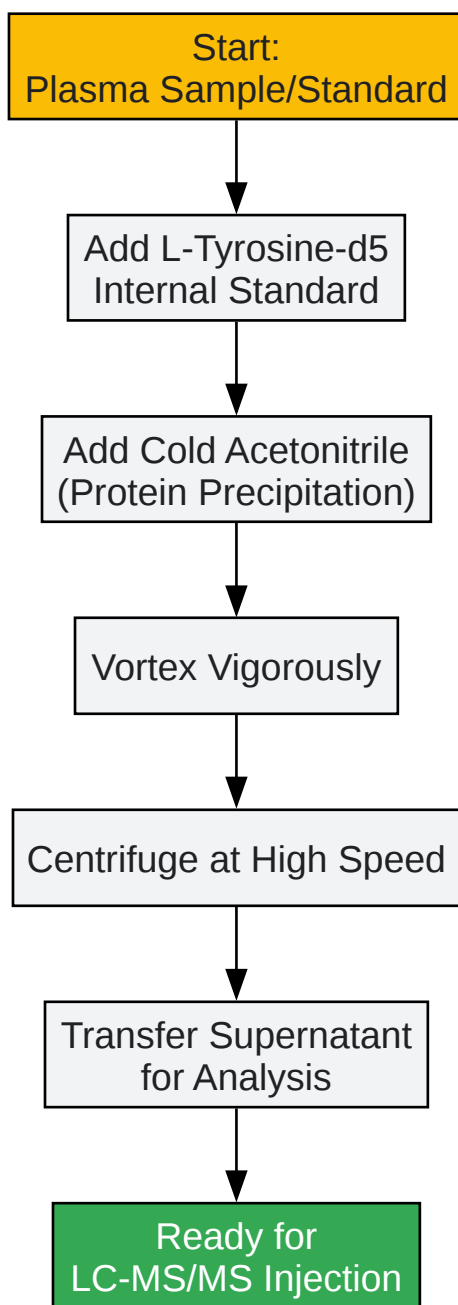 Start:
Plasma Sample/Standard
Add L-Tyrosine-d5
Internal Standard
Add Cold Acetonitrile
(Protein Precipitation)
Vortex Vigorously
Centrifuge at High Speed
Transfer Supernatant
for Analysis
Ready for
LC-MS/MS Injection